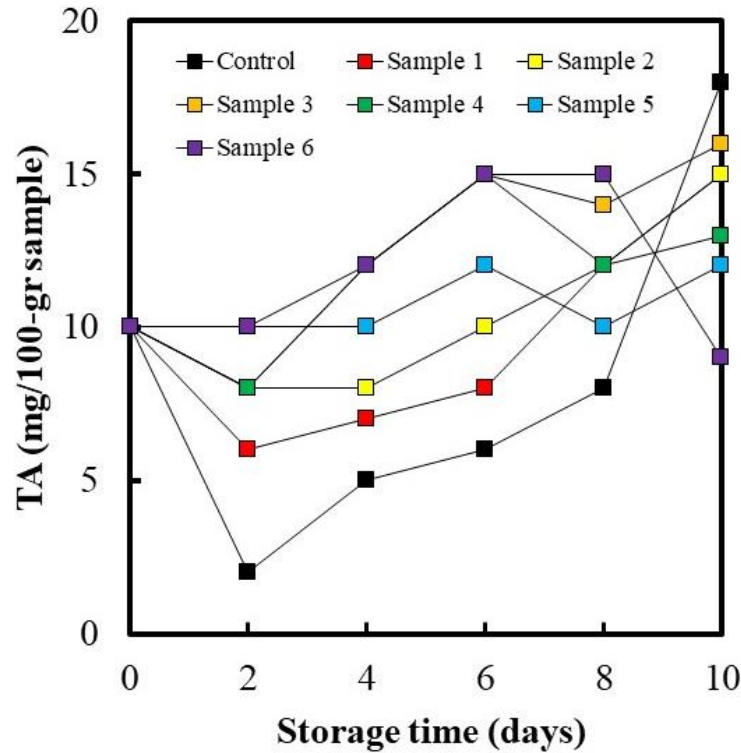 20
Control Sample 1 Sample 2
Sample 3 Sample 4 Sample 5
Sample 6
15
10
5
0
TA (mg/100-gr sample)
0 2 4 6 8 10
Storage time (days)